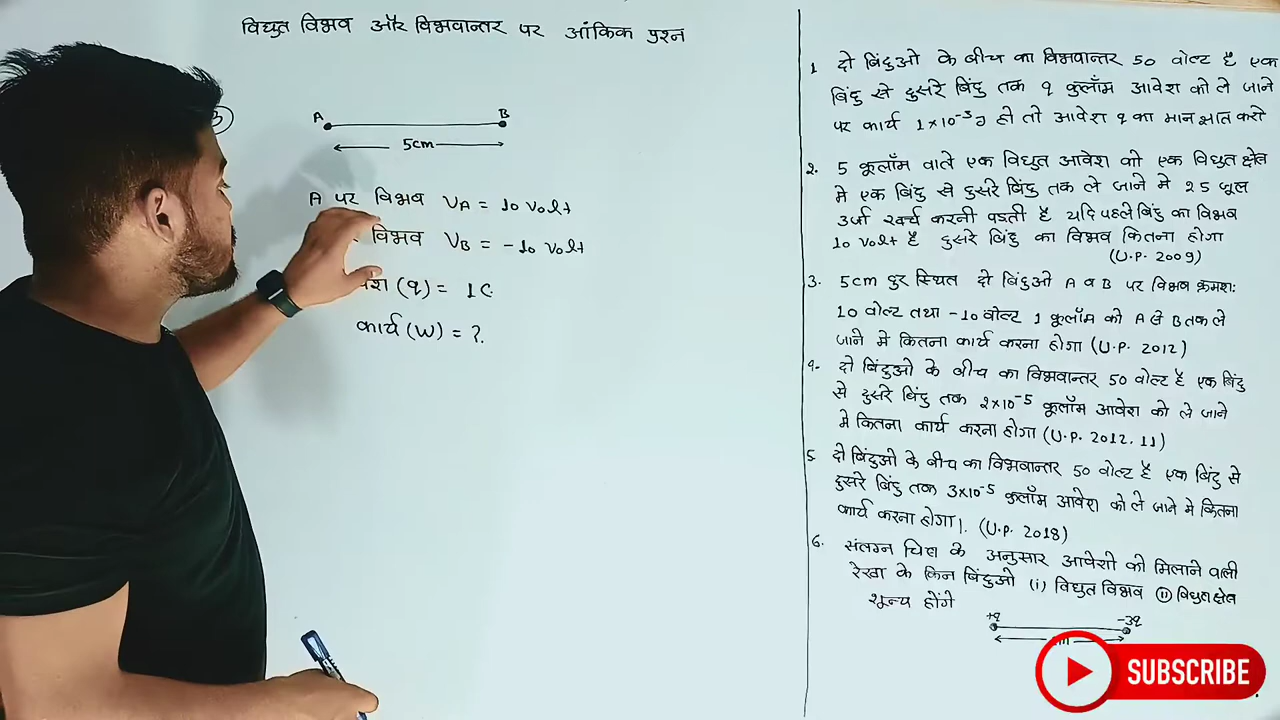 विद्युत विभव और विभवान्तर पर आंकिक प्रश्न
A B
5cm
A पर विभव VA = 10 volt
विभव VB = -10 volt
(q) = 1C.
कार्य (W) = ?.
1 दो बिंदुओ के बीच का विभवान्तर 50 वोल्ट है एक
बिंदु से दुसरे बिंदु तक q कुलाॅम आवेश को ले जाने
पर कार्य 1×10⁻³J हो तो आवेश q का मान ज्ञात करो
2. 5 कूलाॅम वाले एक विधुत आवेश को एक विधुत क्षेत्र
मे एक बिंदु से दुसरे बिंदु तक ले जाने मे 25 जूल
उर्जा खर्च करनी पडती है यदि पहले बिंदु का विभव
10 volt है दुसरे बिंदु का विभव कितना होगा
(U.P. 2009)
3. 5cm दुर स्थित दो बिंदुओ A व B पर विभव क्रमश:
10 वोल्ट तथा -10 वोल्ट 1 कूलाॅम को A से B तक ले
जाने मे कितना कार्य करना होगा (U.P. 2012)
4. दो बिंदुओ के बीच का विभवान्तर 50 वोल्ट है एक बिंदु
से दुसरे बिंदु तक 2×10⁻⁵ कूलाॅम आवेश को ले जाने
मे कितना कार्य करना होगा (U.P. 2012, 11)
5. दो बिंदुओ के बीच का विभवान्तर 50 वोल्ट है एक बिंदु से
दुसरे बिंदु तक 3×10⁻⁵ कुलाॅम आवेश को ले जाने मे कितना
कार्य करना होगा। (U.P. 2018)
6. संलग्न चित्र के अनुसार आवेशो को मिलाने वाली
रेखा के किन बिंदुओ (i) विद्युत विभव (ii) विद्युत क्षेत्र
शून्य होंगे
+q -3q
SUBSCRIBE